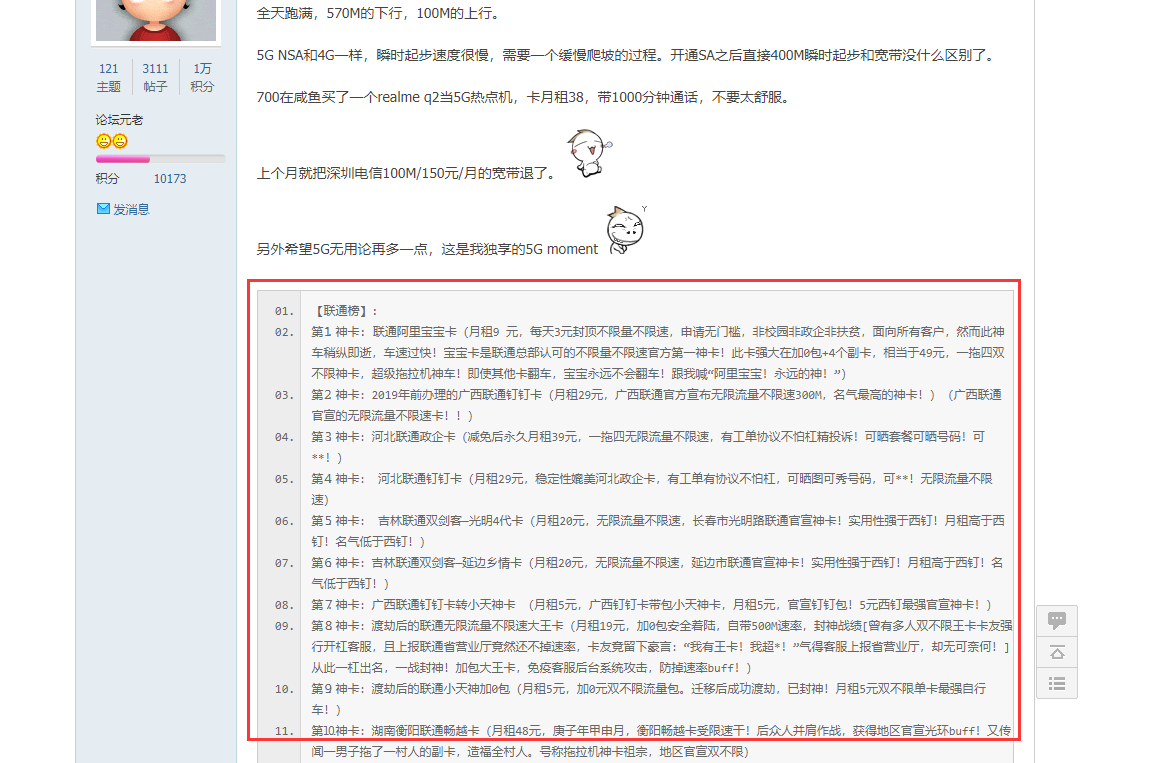 121
3111
1万
主题
帖子
积分
论坛元老
积分
10173
发消息
全天跑满，570M的下行，100M的上行。
5G NSA和4G一样，瞬时起步速度很慢，需要一个缓慢爬坡的过程。开通SA之后直接400M瞬时起步和宽带没什么区别了。
700在咸鱼买了一个realme q2当5G热点机，卡月租38，带1000分钟通话，不要太舒服。
上个月就把深圳电信100M/150元/月的宽带退了。
另外希望5G无用论再多一点，这是我独享的5G moment
01. 【联通榜】:
02. 第1 神卡: 联通阿里宝宝卡（月租9 元，每天3元封顶不限量不限速，申请无门槛，非校园非政企非扶贫，面向所有客户，然而此神
车稍纵即逝，车速过快！宝宝卡是联通总部认可的不限量不限速官方第一神卡！此卡强大在加0包+4个副卡，相当于49元，一拖四双
不限神卡，超级拖拉机神车！即使其他卡翻车，宝宝永远不会翻车！跟我喊“阿里宝宝！永远的神！”）
03. 第2 神卡: 2019年前办理的广西联通钉钉卡（月租29元，广西联通官方宣布无限流量不限速300M，名气最高的神卡！）（广西联通
官宣的无限流量不限速卡！！）
04. 第3 神卡: 河北联通政企卡（减免后永久月租39元，一拖四无限流量不限速，有工单协议不怕杠精投诉！可晒套餐可晒号码！可
**！）
05. 第4 神卡: 河北联通钉钉卡（月租29元，稳定性媲美河北政企卡，有工单有协议不怕杠，可晒图可秀号码，可**！无限流量不限
速）
06. 第5 神卡: 吉林联通双剑客—光明4代卡（月租20元，无限流量不限速，长春市光明路联通官宣神卡！实用性强于西钉！月租高于西
钉！名气低于西钉！）
07. 第6 神卡: 吉林联通双剑客—延边乡情卡（月租20元，无限流量不限速，延边市联通官宣神卡！实用性强于西钉！月租高于西钉！名
气低于西钉！）
08. 第7 神卡: 广西联通钉钉卡转小天神卡 （月租5元，广西钉钉卡带包小天神卡，月租5元，官宣钉钉包！5元西钉最强官宣神卡！）
09. 第8 神卡: 渡劫后的联通无限流量不限速大王卡（月租19元，加0包安全着陆，自带500M速率，封神战绩[曾有多人双不限王卡卡友强
行开杠客服，且上报联通省营业厅竟然还不掉速率，卡友竟留下豪言：“我有王卡！我超*！”气得客服上报省营业厅，却无可奈何！]
从此一杠出名，一战封神！加包大王卡，免疫客服后台系统攻击，防掉速率buff！）
10. 第9 神卡: 渡劫后的联通小天神加0包（月租5元，加0元双不限流量包。迁移后成功渡劫，已封神！月租5元双不限单卡最强自行
车！）
11. 第10神卡: 湖南衡阳联通畅越卡（月租48元，庚子年甲申月，衡阳畅越卡受限速干！后众人并肩作战，获得地区官宣光环buff！又传
闻一男子拖了一村人的副卡，造福全村人。号称拖拉机神卡祖宗，地区官宣双不限）